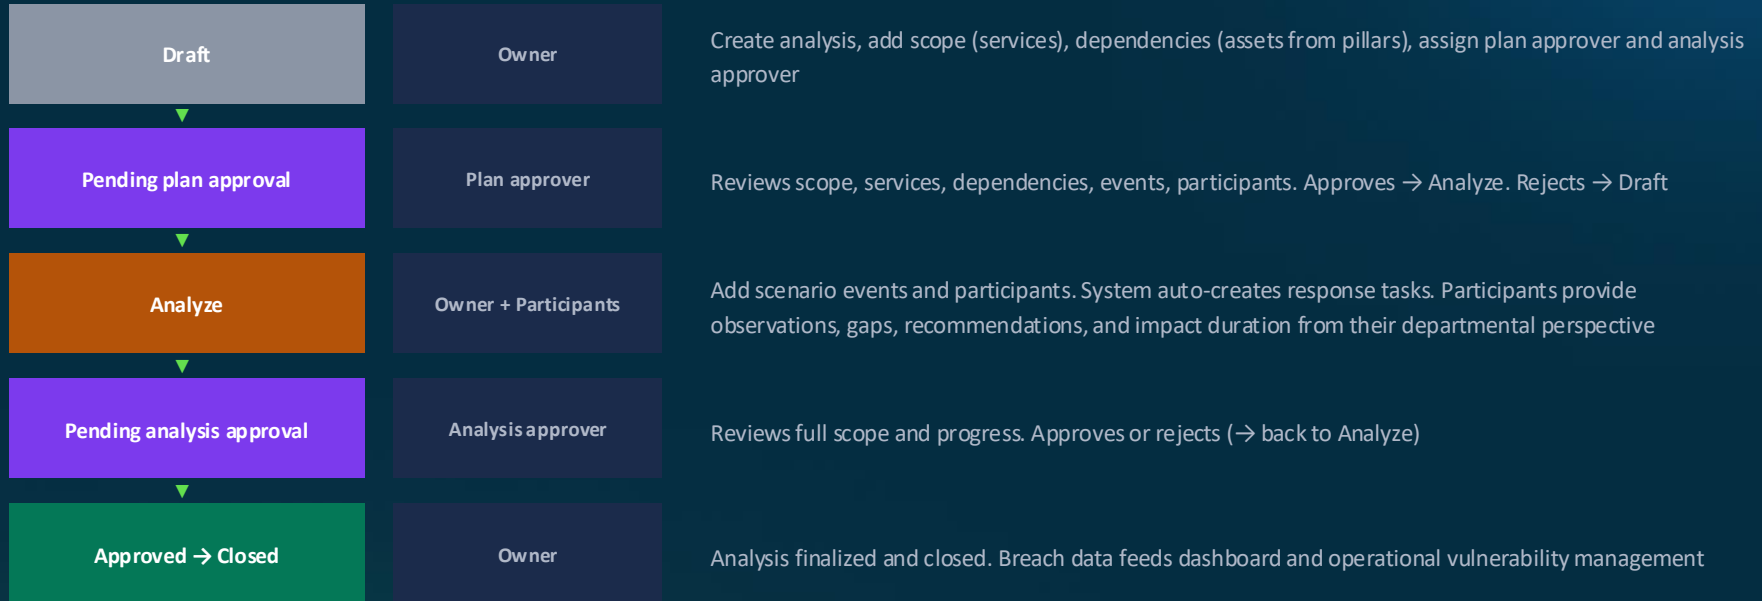 Draft
Owner
Create analysis, add scope (services), dependencies (assets from pillars), assign plan approver and analysis
approver
Pending plan approval
Plan approver
Reviews scope, services, dependencies, events, participants. Approves → Analyze. Rejects → Draft
Analyze
Owner + Participants
Add scenario events and participants. System auto-creates response tasks. Participants provide
observations, gaps, recommendations, and impact duration from their departmental perspective
Pending analysis approval
Analysis approver
Reviews full scope and progress. Approves or rejects (→ back to Analyze)
Approved → Closed
Owner
Analysis finalized and closed. Breach data feeds dashboard and operational vulnerability management